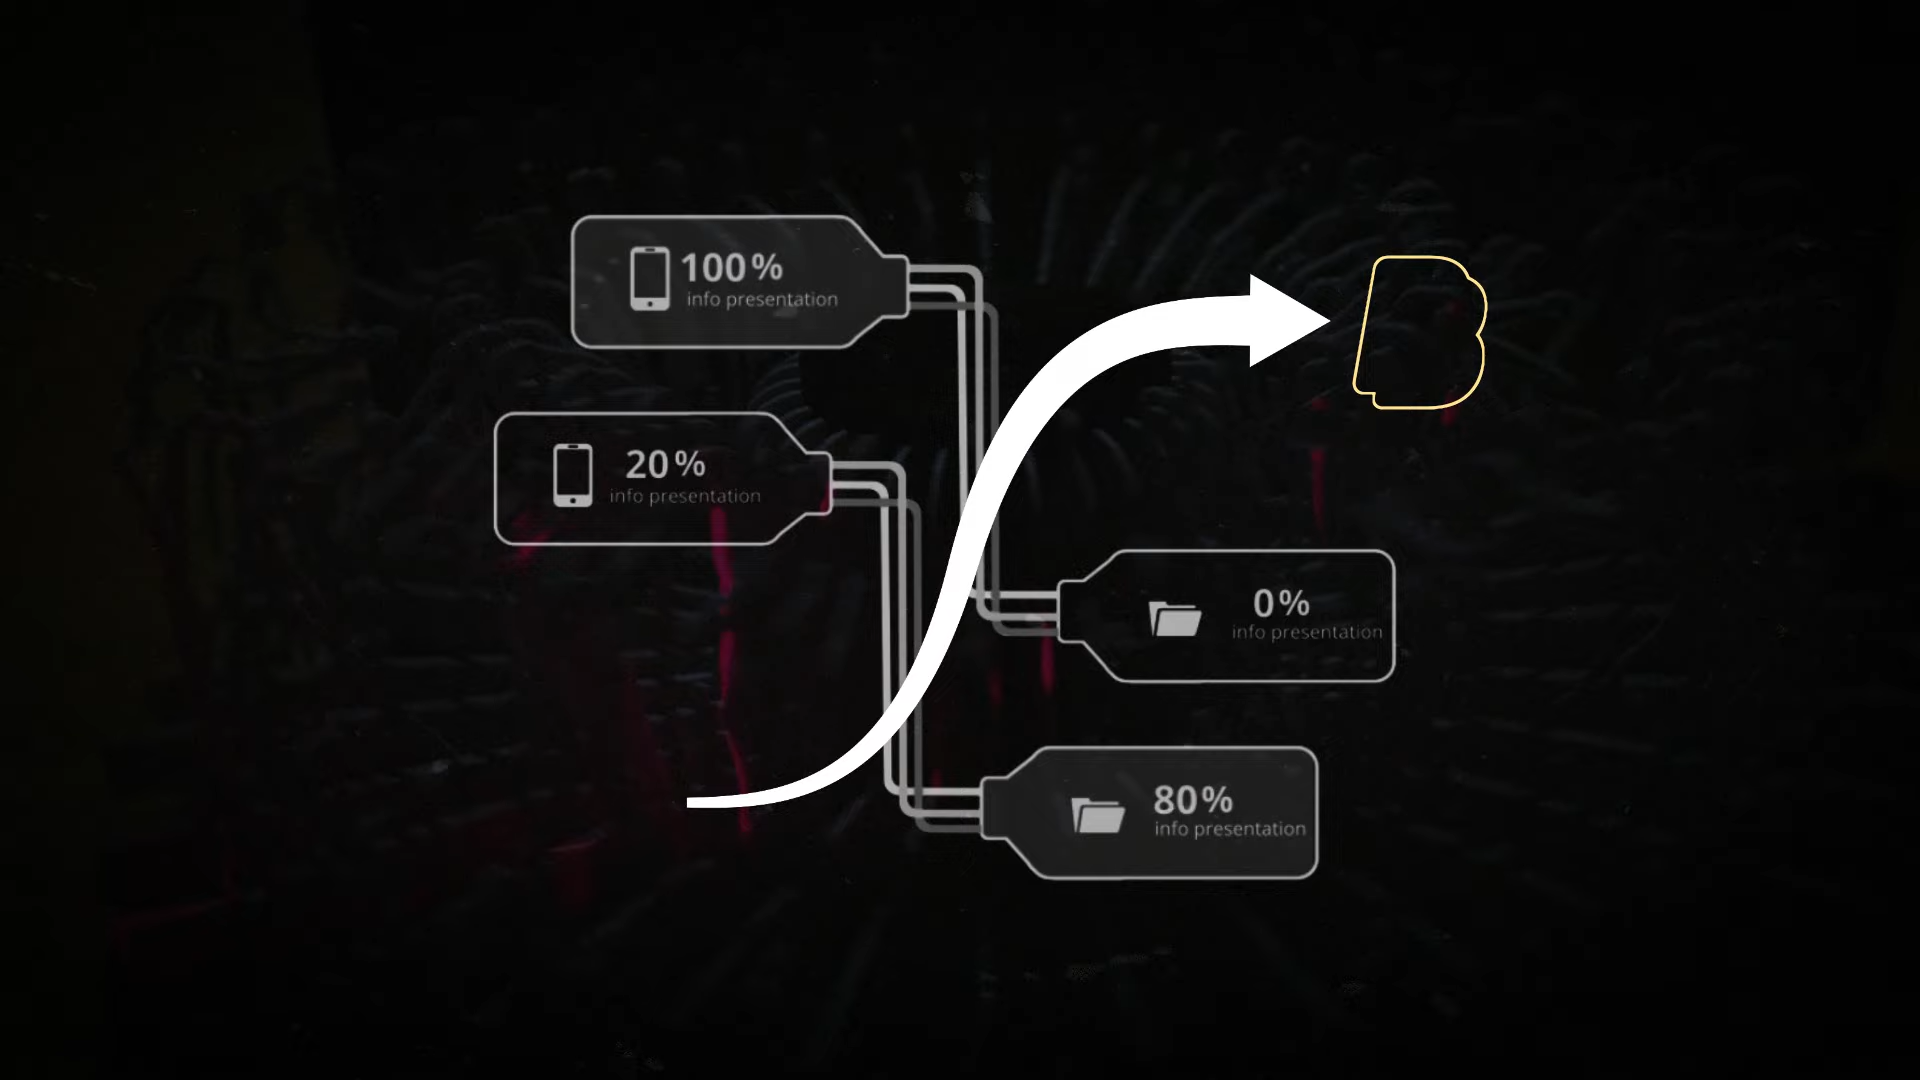 100%
info presentation
B
20%
info presentation
0%
info presentation
80%
info presentation